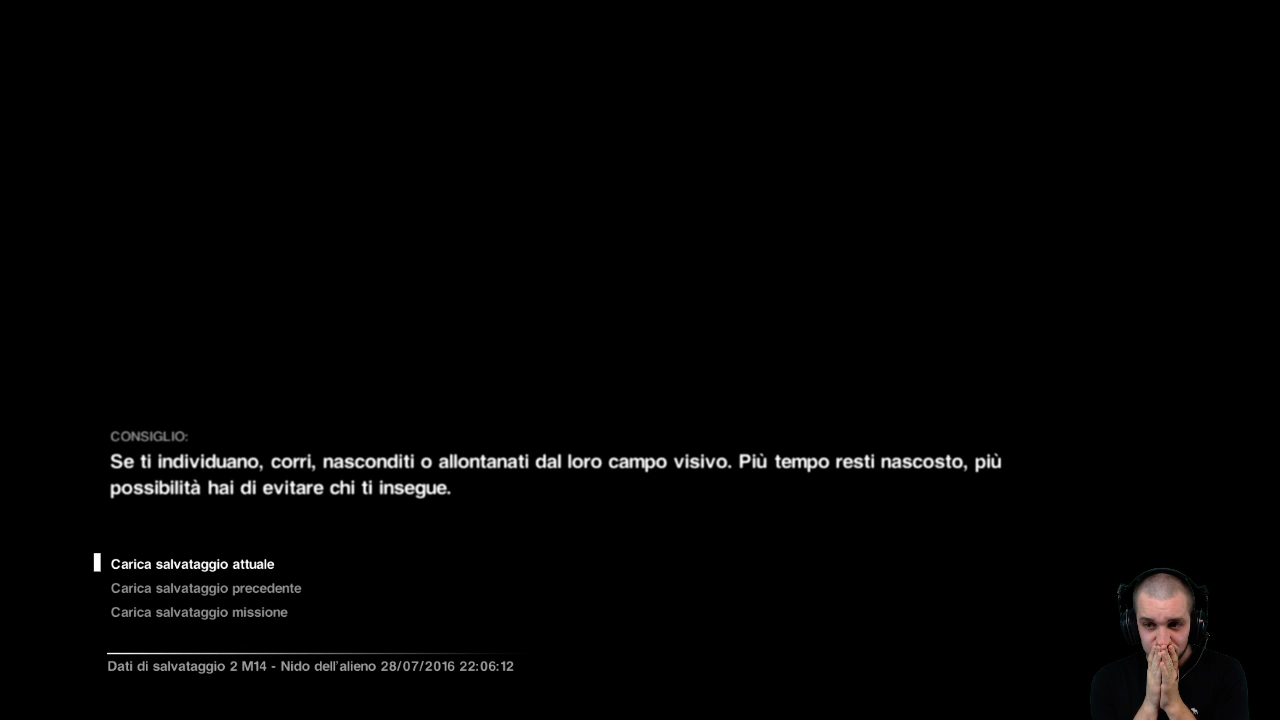 CONSIGLIO:
Se ti individuano, corri, nasconditi o allontanati dal loro campo visivo. Più tempo resti nascosto, più
possibilità hai di evitare chi ti insegue.
Carica salvataggio attuale
Carica salvataggio precedente
Carica salvataggio missione
Dati di salvataggio 2 M14 - Nido dell'alieno 28/07/2016 22:06:12